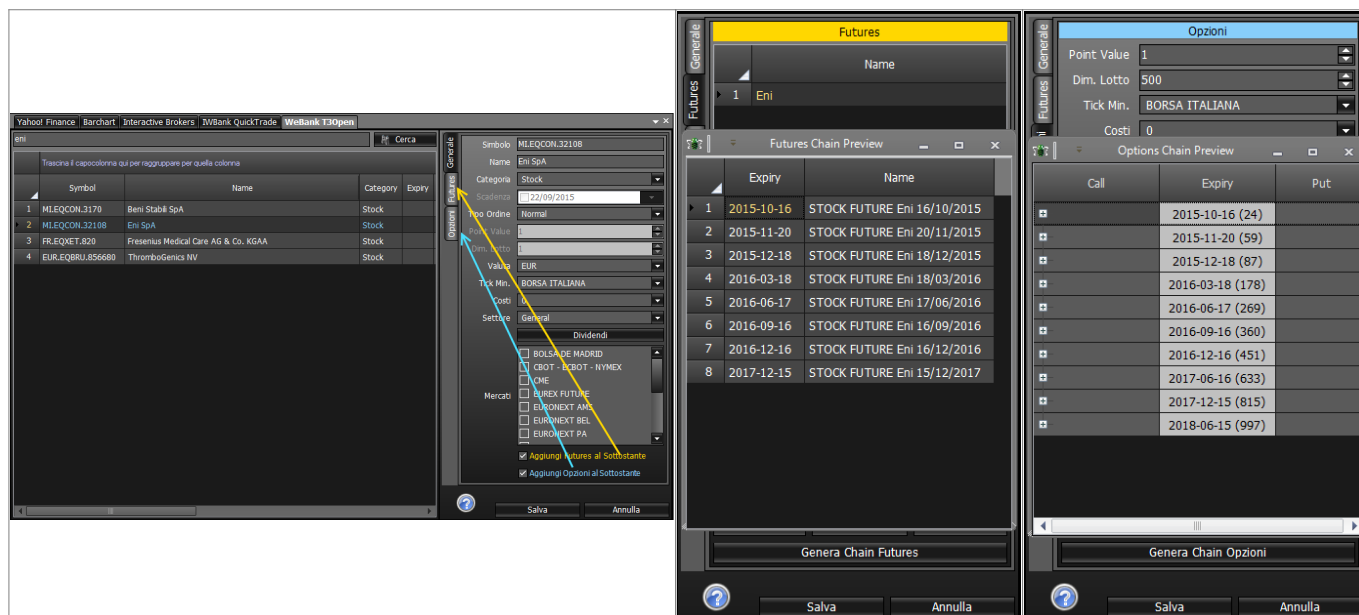 Yahoo! Finance Barchart Interactive Brokers IWBank QuickTrade WeBank T3Open
eni Cerca
Trascina il capocolonna qui per raggruppare per quella colonna
Symbol Name Category Expiry
1 MI.EQCON.3170 Beni Stabili SpA Stock
2 MI.EQCON.32108 Eni SpA Stock
3 FR.EQXET.820 Fresenius Medical Care AG & Co. KGAA Stock
4 EUR.EQBRU.856680 ThromboGenics NV Stock
Generale
Futures
Opzioni
Simbolo MI.EQCON.32108
Name Eni SpA
Categoria Stock
Scadenza 22/09/2015
Tipo Ordine Normal
Point Value 1
Dim. Lotto 1
Valuta EUR
Tick Min. BORSA ITALIANA
Costi 0
Settore General
Dividendi
Mercati
BOLSA DE MADRID
CBOT - ECBOT - NYMEX
CME
EUREX FUTURE
EURONEXT AMS
EURONEXT BEL
EURONEXT PA
Aggiungi Futures al Sottostante
Aggiungi Opzioni al Sottostante
Salva Annulla
Generale
Futures
Futures
Name
1 Eni
Futures Chain Preview
Expiry Name
1 2015-10-16 STOCK FUTURE Eni 16/10/2015
2 2015-11-20 STOCK FUTURE Eni 20/11/2015
3 2015-12-18 STOCK FUTURE Eni 18/12/2015
4 2016-03-18 STOCK FUTURE Eni 18/03/2016
5 2016-06-17 STOCK FUTURE Eni 17/06/2016
6 2016-09-16 STOCK FUTURE Eni 16/09/2016
7 2016-12-16 STOCK FUTURE Eni 16/12/2016
8 2017-12-15 STOCK FUTURE Eni 15/12/2017
Genera Chain Futures
Salva Annulla
Generale
Futures
Opzioni
Point Value 1
Dim. Lotto 500
Tick Min. BORSA ITALIANA
Costi 0
Options Chain Preview
Call Expiry Put
2015-10-16 (24)
2015-11-20 (59)
2015-12-18 (87)
2016-03-18 (178)
2016-06-17 (269)
2016-09-16 (360)
2016-12-16 (451)
2017-06-16 (633)
2017-12-15 (815)
2018-06-15 (997)
Genera Chain Opzioni
Salva Annulla